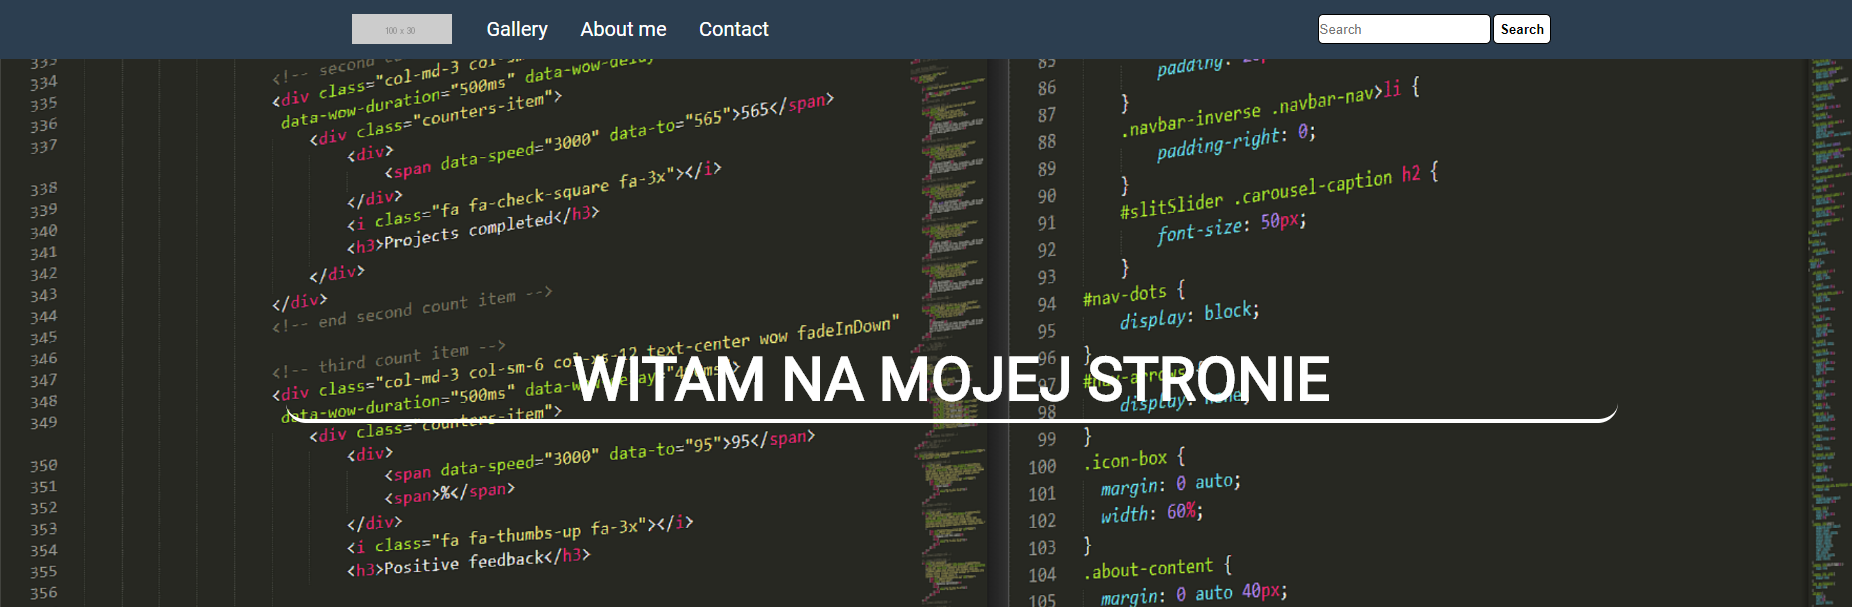 100 x 30 Gallery About me Contact Search Search
333 <!-- second
334 <div class="col-md-3
335 data-wow-duration="500ms" data-wow-delay
336 <div class="counters-item">
337 <div>
<span data-speed="3000" data-to="565">565</span>
338 </div>
339 <i class="fa fa-check-square fa-3x"></i>
340 <h3>Projects completed</h3>
341 </div>
342 </div>
343 <!-- end second count item -->
344
345 <!-- third count item -->
346 <div class="col-md-3 col-sm-6 col-xs-12 text-center wow fadeInDown"
347 data-wow-duration="500ms" data-wow-delay=
348 <div class="counters-item">
349 <div>
<span data-speed="3000" data-to="95">95</span>
350 <span>%</span>
351 </div>
352 <i class="fa fa-thumbs-up fa-3x"></i>
353 <h3>Positive feedback</h3>
354
355
356
WITAM NA MOJEJ STRONIE
85 padding:
86 }
87 .navbar-inverse .navbar-nav>li {
88 padding-right: 0;
89 }
90 #slitSlider .carousel-caption h2 {
91 font-size: 50px;
92 }
93 #nav-dots {
94 display: block;
95 }
96 #nav-arrows
97 display: none;
98 }
99 .icon-box {
100 margin: 0 auto;
101 width: 60%;
102 }
103 .about-content {
104 margin: 0 auto 40px;
105